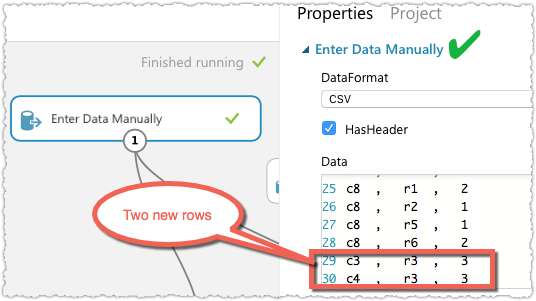 Properties Project
Finished running
Enter Data Manually
DataFormat
CSV
HasHeader
Data
25 c8 , r1 , 2
26 c8 , r2 , 1
27 c8 , r5 , 1
28 c8 , r6 , 2
29 c3 , r3 , 3
30 c4 , r3 , 3
Enter Data Manually
1
Two new rows